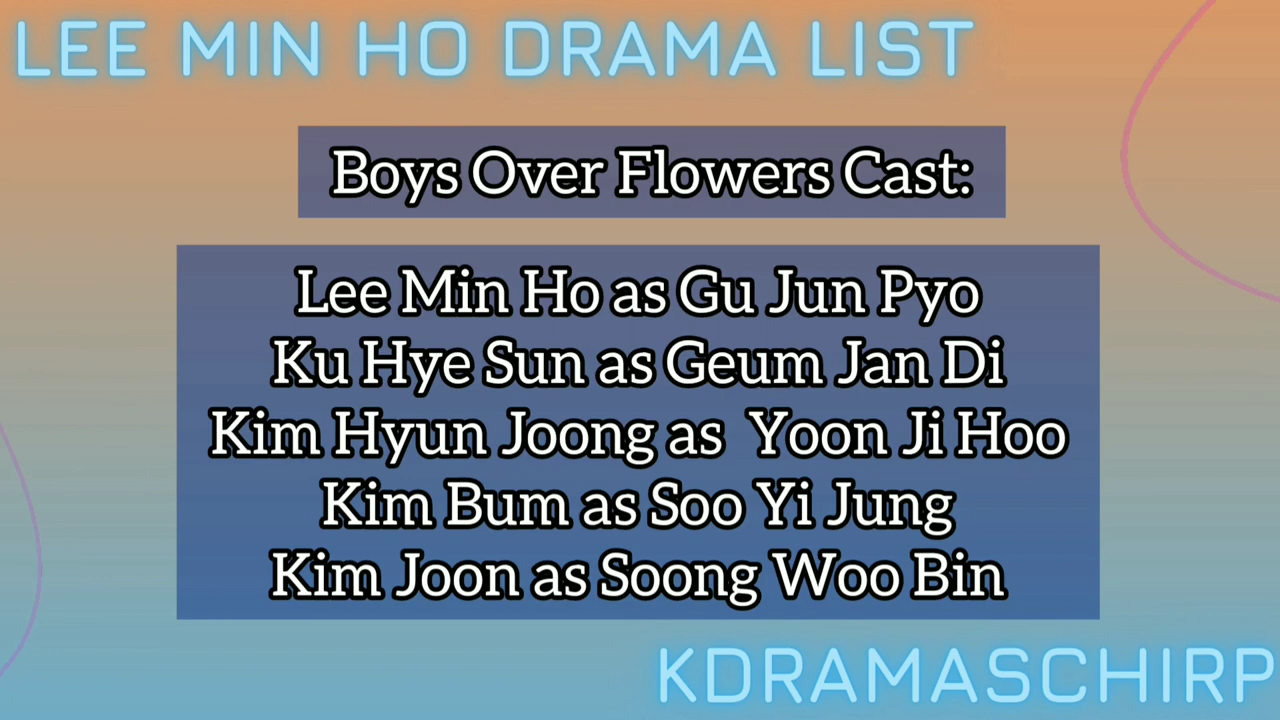 LEE MIN HO DRAMA LIST
Boys Over Flowers Cast:
Lee Min Ho as Gu Jun Pyo
Ku Hye Sun as Geum Jan Di
Kim Hyun Joong as Yoon Ji Hoo
Kim Bum as Soo Yi Jung
Kim Joon as Soong Woo Bin
KDRAMASCHIRP